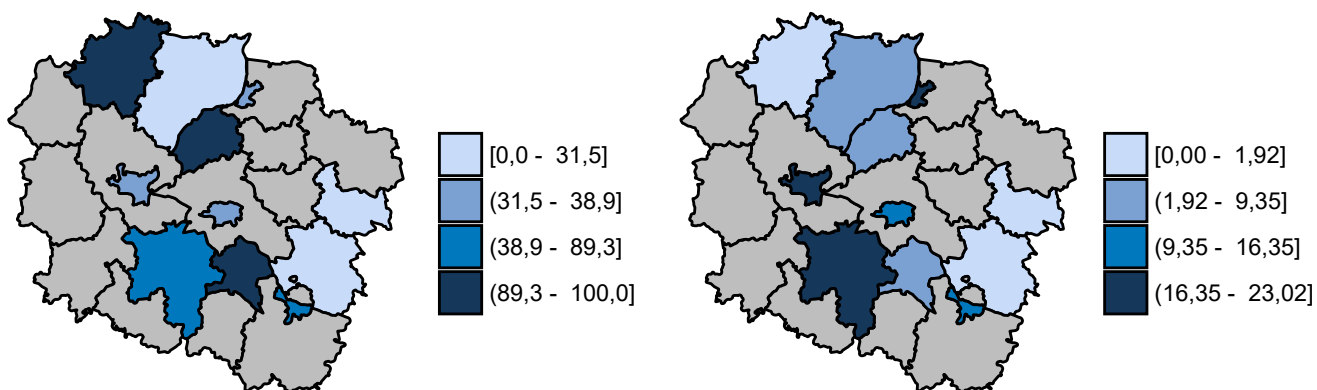 [0,0 - 31,5]
(31,5 - 38,9]
(38,9 - 89,3]
(89,3 - 100,0]
[0,00 - 1,92]
(1,92 - 9,35]
(9,35 - 16,35]
(16,35 - 23,02]